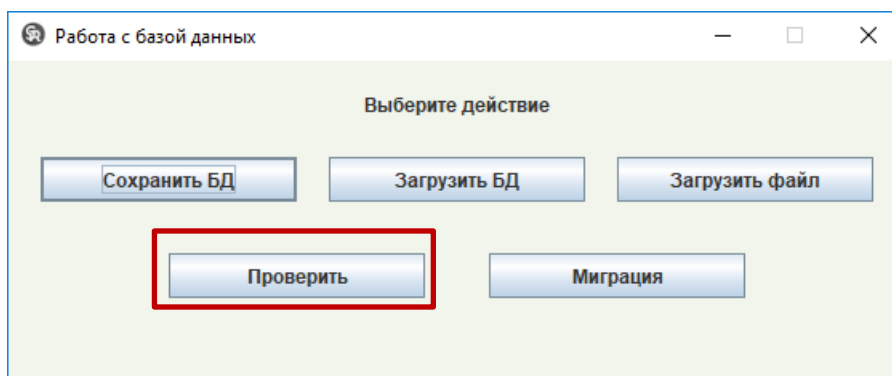 Работа с базой данных
Выберите действие
Сохранить БД Загрузить БД Загрузить файл
Проверить Миграция